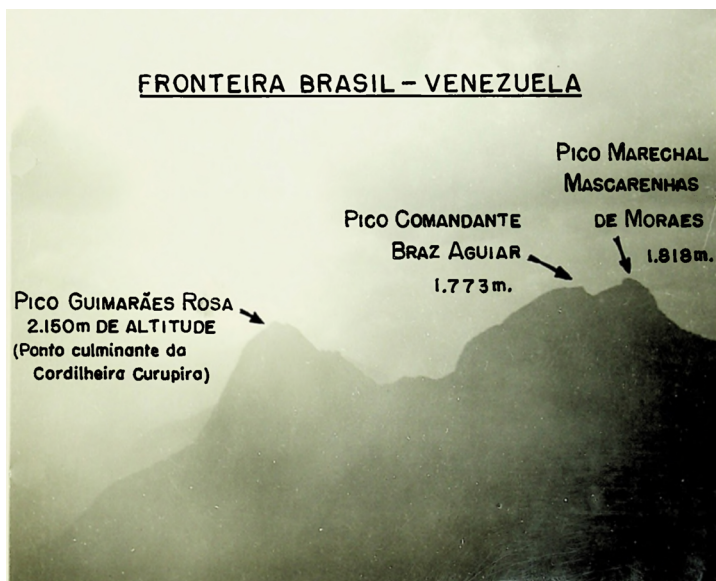 FRONTEIRA BRASIL – VENEZUELA
PICO MARECHAL
MASCARENHAS
DE MORAES
1.818m.
PICO COMANDANTE
BRAZ AGUIAR
1.773m.
PICO GUIMARÃES ROSA
2.150m DE ALTITUDE
(Ponto culminante da
Cordilheira Curupira)